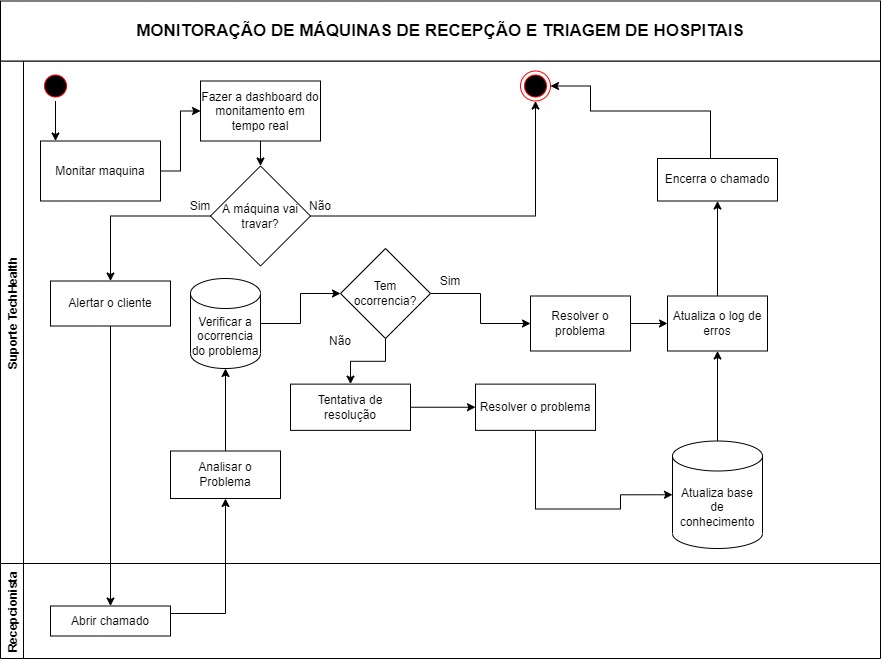 MONITORAÇÃO DE MÁQUINAS DE RECEPÇÃO E TRIAGEM DE HOSPITAIS
Suporte TechHealth
Fazer a dashboard do
monitamento em
tempo real
Monitar maquina
Encerra o chamado
Sim
A máquina vai
travar?
Não
Alertar o cliente
Verificar a
ocorrencia
do problema
Tem
ocorrencia?
Sim
Não
Resolver o
problema
Atualiza o log de
erros
Tentativa de
resolução
Resolver o problema
Analisar o
Problema
Atualiza base
de
conhecimento
Recepcionista
Abrir chamado